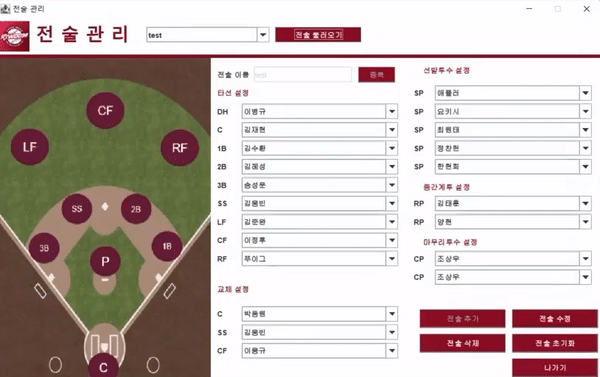 전술 관리
전술관리
test
전술 불러오기
전술 이름 test 중복
타선 설정
DH 이병규
C 김재현
1B 김수환
2B 김혜성
3B 송성문
SS 김웅빈
LF 김준완
CF 이정후
RF 푸이그
교체 설정
C 박동원
SS 김웅빈
CF 이용규
선발투수 설정
SP 애플러
SP 요키시
SP 최원태
SP 정찬헌
SP 한현희
중간계투 설정
RP 김태훈
RP 양현
마무리투수 설정
CP 조상우
CP 조상우
전술 추가 전술 수정
전술 삭제 전술 초기화
나가기
CF
LF RF
SS 2B
3B P 1B
C